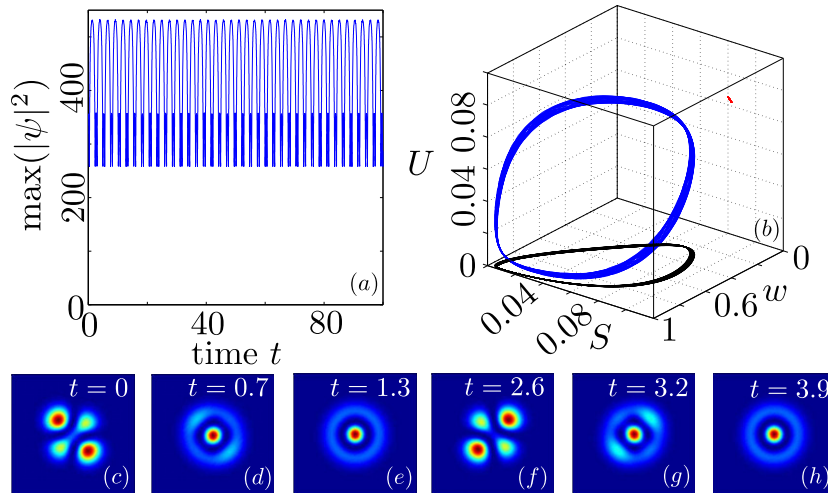 max(|ψ|²)
400
200
0
0
40
80
time t
(a)
U
0.08
0.04
0
0.04
0.08
S
1
0.6
w
0
(b)
t = 0
(c)
t = 0.7
(d)
t = 1.3
(e)
t = 2.6
(f)
t = 3.2
(g)
t = 3.9
(h)